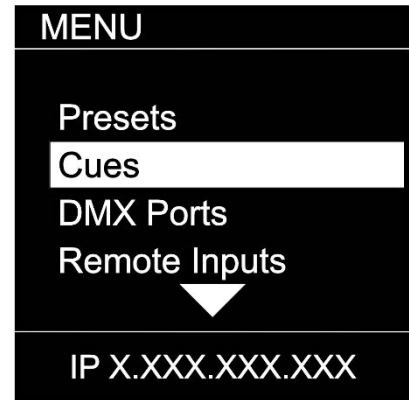 MENU
Presets
Cues
DMX Ports
Remote Inputs
IP X.XXX.XXX.XXX